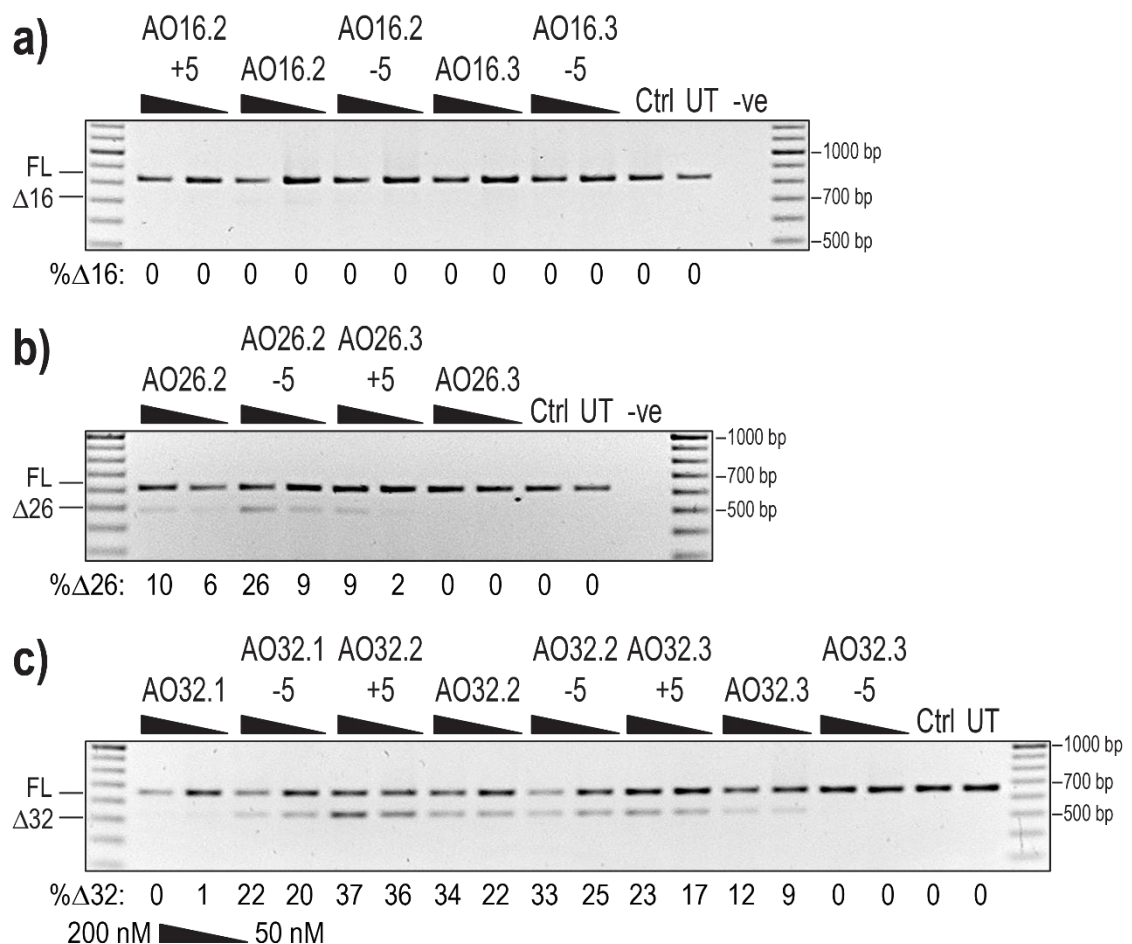 a)
AO16.2 AO16.2 AO16.3
+5 AO16.2 -5 AO16.3 -5
Ctrl UT -ve
FL
Δ16
–1000 bp
–700 bp
–500 bp
%Δ16: 0 0 0 0 0 0 0 0 0 0 0 0
b)
AO26.2 AO26.3
AO26.2 -5 +5 AO26.3
Ctrl UT -ve
FL
Δ26
–1000 bp
–700 bp
–500 bp
%Δ26: 10 6 26 9 9 2 0 0 0 0
c)
AO32.1 AO32.2 AO32.2 AO32.3 AO32.3
AO32.1 -5 +5 AO32.2 -5 +5 AO32.3 -5
Ctrl UT
FL
Δ32
–1000 bp
–700 bp
–500 bp
%Δ32: 0 1 22 20 37 36 34 22 33 25 23 17 12 9 0 0 0 0
200 nM 50 nM